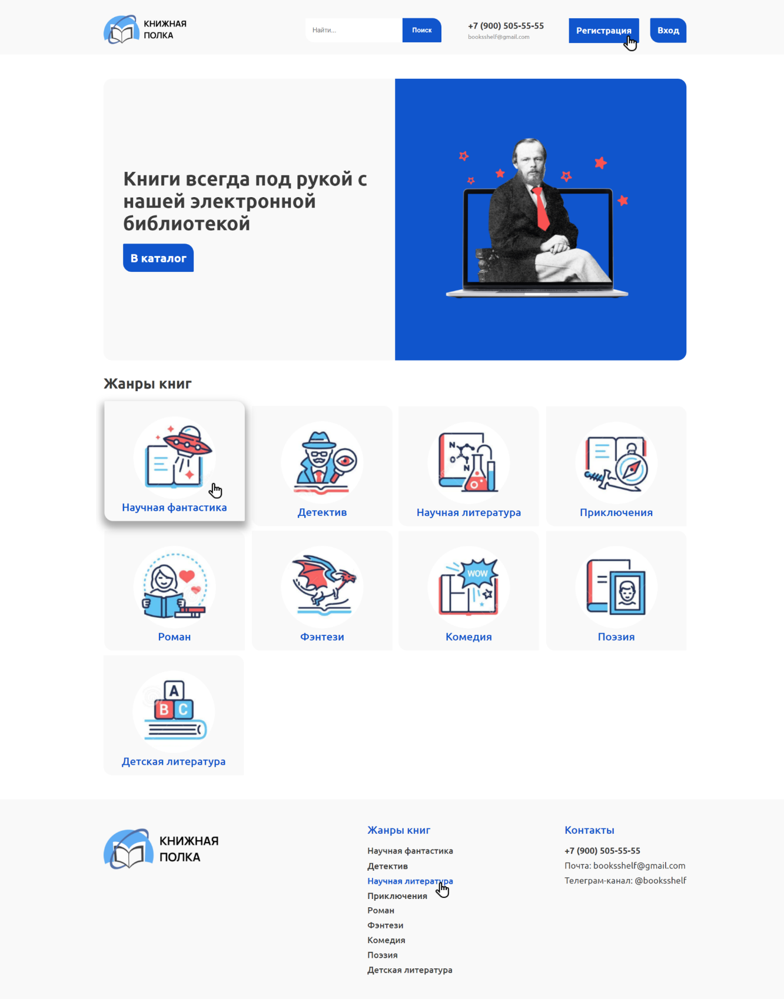 КНИЖНАЯ
ПОЛКА
Найти...
Поиск
+7 (900) 505-55-55
booksshelf@gmail.com
Регистрация
Вход
Книги всегда под рукой с
нашей электронной
библиотекой
В каталог
Жанры книг
Научная фантастика
Детектив
N
O
N
Научная литература
Приключения
Роман
Фэнтези
WOW
Комедия
Поэзия
A
B C
Детская литература
КНИЖНАЯ
ПОЛКА
Жанры книг
Научная фантастика
Детектив
Научная литература
Приключения
Роман
Фэнтези
Комедия
Поэзия
Детская литература
Контакты
+7 (900) 505-55-55
Почта: booksshelf@gmail.com
Телеграм-канал: @booksshelf